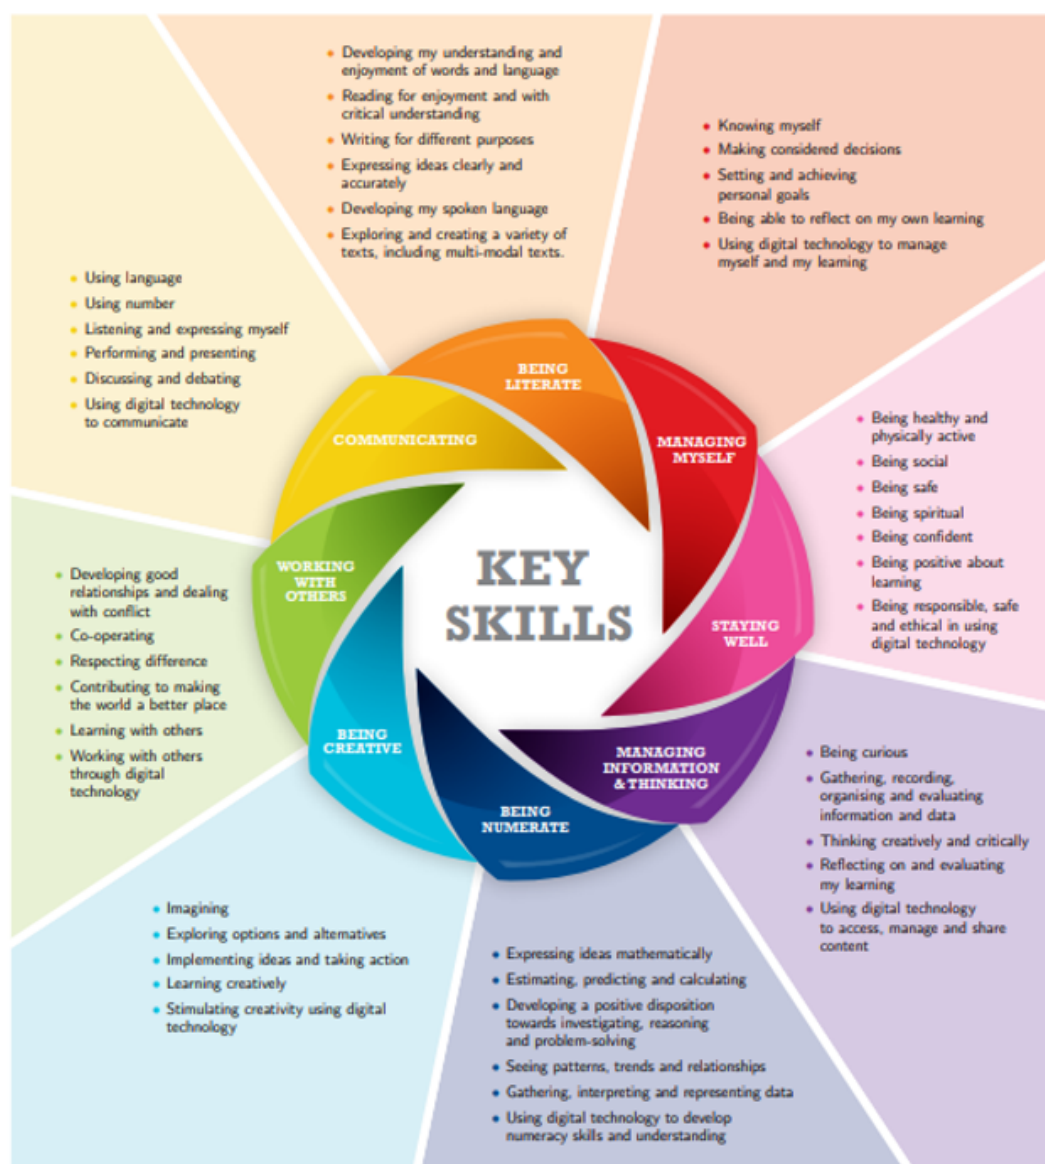 KEY
SKILLS
BEING
LITERATE
• Developing my understanding and
enjoyment of words and language
• Reading for enjoyment and with
critical understanding
• Writing for different purposes
• Expressing ideas clearly and
accurately
• Developing my spoken language
• Exploring and creating a variety of
texts, including multi-modal texts.
MANAGING
MYSELF
• Knowing myself
• Making considered decisions
• Setting and achieving
personal goals
• Being able to reflect on my own learning
• Using digital technology to manage
myself and my learning
STAYING
WELL
• Being healthy and
physically active
• Being social
• Being safe
• Being spiritual
• Being confident
• Being positive about
learning
• Being responsible, safe
and ethical in using
digital technology
MANAGING
INFORMATION
& THINKING
• Being curious
• Gathering, recording,
organising and evaluating
information and data
• Thinking creatively and critically
• Reflecting on and evaluating
my learning
• Using digital technology
to access, manage and share
content
BEING
NUMERATE
• Expressing ideas mathematically
• Estimating, predicting and calculating
• Developing a positive disposition
towards investigating, reasoning
and problem-solving
• Seeing patterns, trends and relationships
• Gathering, interpreting and representing data
• Using digital technology to develop
numeracy skills and understanding
BEING
CREATIVE
• Imagining
• Exploring options and alternatives
• Implementing ideas and taking action
• Learning creatively
• Stimulating creativity using digital
technology
WORKING
WITH
OTHERS
• Developing good
relationships and dealing
with conflict
• Co-operating
• Respecting difference
• Contributing to making
the world a better place
• Learning with others
• Working with others
through digital
technology
COMMUNICATING
• Using language
• Using number
• Listening and expressing myself
• Performing and presenting
• Discussing and debating
• Using digital technology
to communicate